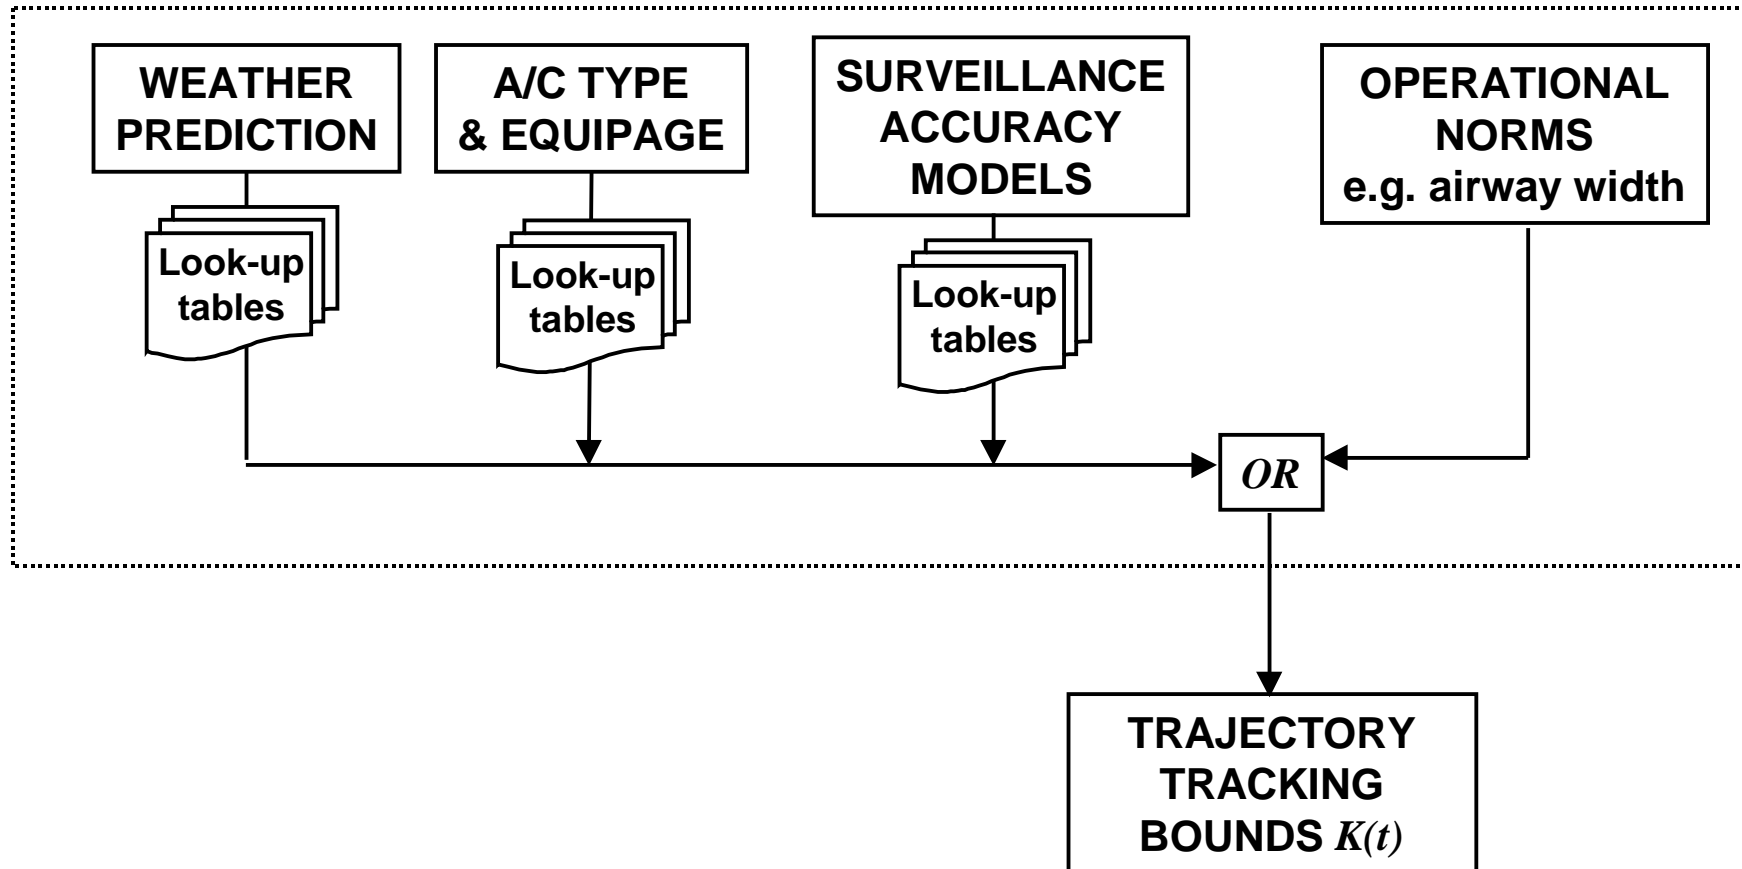 WEATHER
PREDICTION
A/C TYPE
& EQUIPAGE
SURVEILLANCE
ACCURACY
MODELS
OPERATIONAL
NORMS
e.g. airway width
Look-up
tables
Look-up
tables
Look-up
tables
OR
TRAJECTORY
TRACKING
BOUNDS K(t)